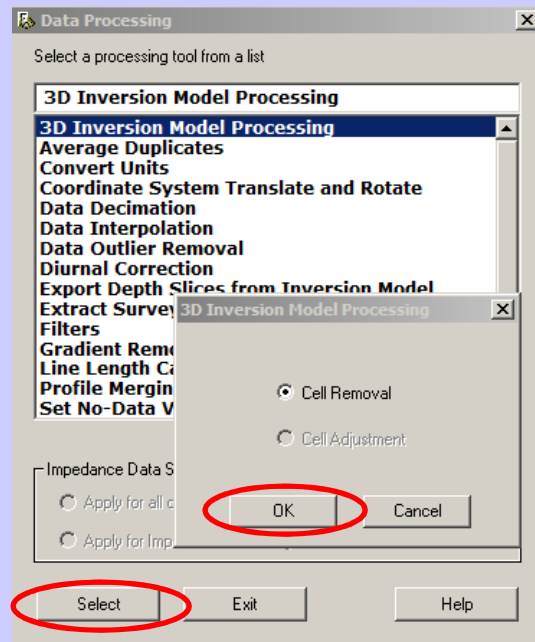 Data Processing
Select a processing tool from a list
3D Inversion Model Processing
3D Inversion Model Processing
Average Duplicates
Convert Units
Coordinate System Translate and Rotate
Data Decimation
Data Interpolation
Data Outlier Removal
Diurnal Correction
Export Depth Slices from Inversion Model
Extract Survey
Filters
Gradient Remo
Line Length Ca
Profile Mergin
Set No-Data V
3D Inversion Model Processing
Cell Removal
Cell Adjustment
OK Cancel
Impedance Data S
Apply for all c
Apply for Imp
Select Exit Help